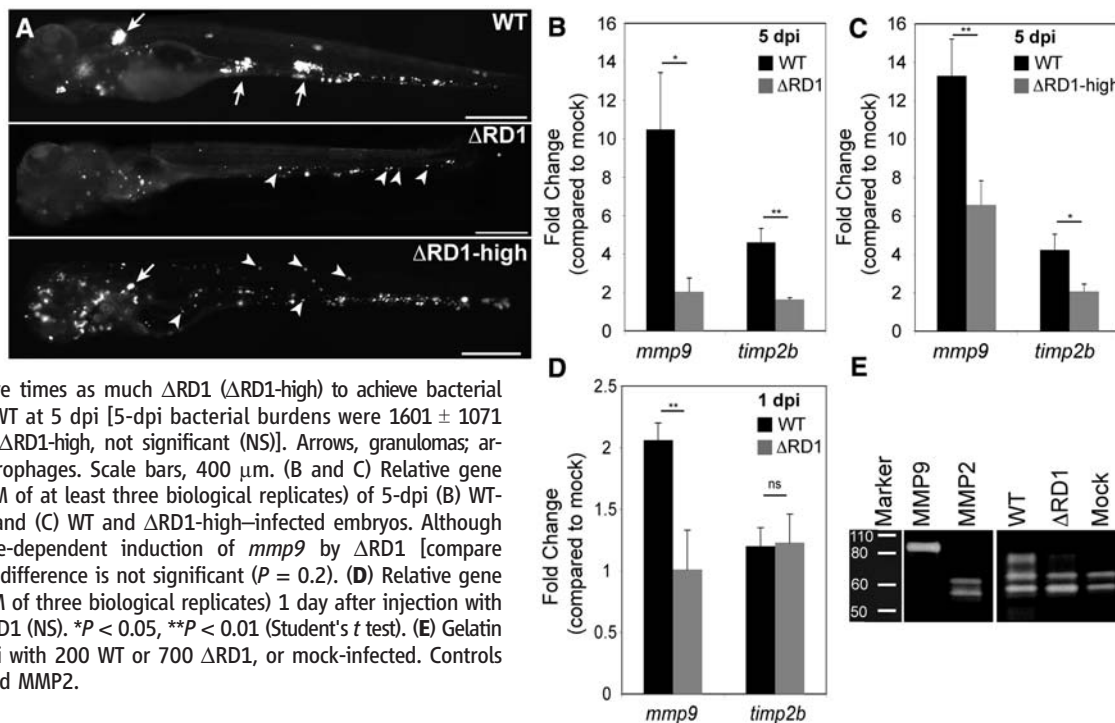 A
WT
ΔRD1
ΔRD1-high
B
16
14
12
10
8
6
4
2
0
Fold Change
(compared to mock)
5 dpi
WT
ΔRD1
*
**
mmp9
timp2b
C
16
14
12
10
8
6
4
2
0
Fold Change
(compared to mock)
5 dpi
WT
ΔRD1-high
**
*
mmp9
timp2b
D
2.5
2
1.5
1
0.5
0
Fold Change
(compared to mock)
1 dpi
WT
ΔRD1
**
ns
mmp9
timp2b
E
Marker
MMP9
MMP2
WT
ΔRD1
Mock
110
80
60
50
e times as much ΔRD1 (ΔRD1-high) to achieve bacterial
WT at 5 dpi [5-dpi bacterial burdens were 1601 ± 1071
ΔRD1-high, not significant (NS)]. Arrows, granulomas; ar-
rophages. Scale bars, 400 μm. (B and C) Relative gene
M of at least three biological replicates) of 5-dpi (B) WT-
and (C) WT and ΔRD1-high–infected embryos. Although
e-dependent induction of mmp9 by ΔRD1 [compare
difference is not significant (P = 0.2). (D) Relative gene
M of three biological replicates) 1 day after injection with
D1 (NS). *P < 0.05, **P < 0.01 (Student's t test). (E) Gelatin
i with 200 WT or 700 ΔRD1, or mock-infected. Controls
d MMP2.